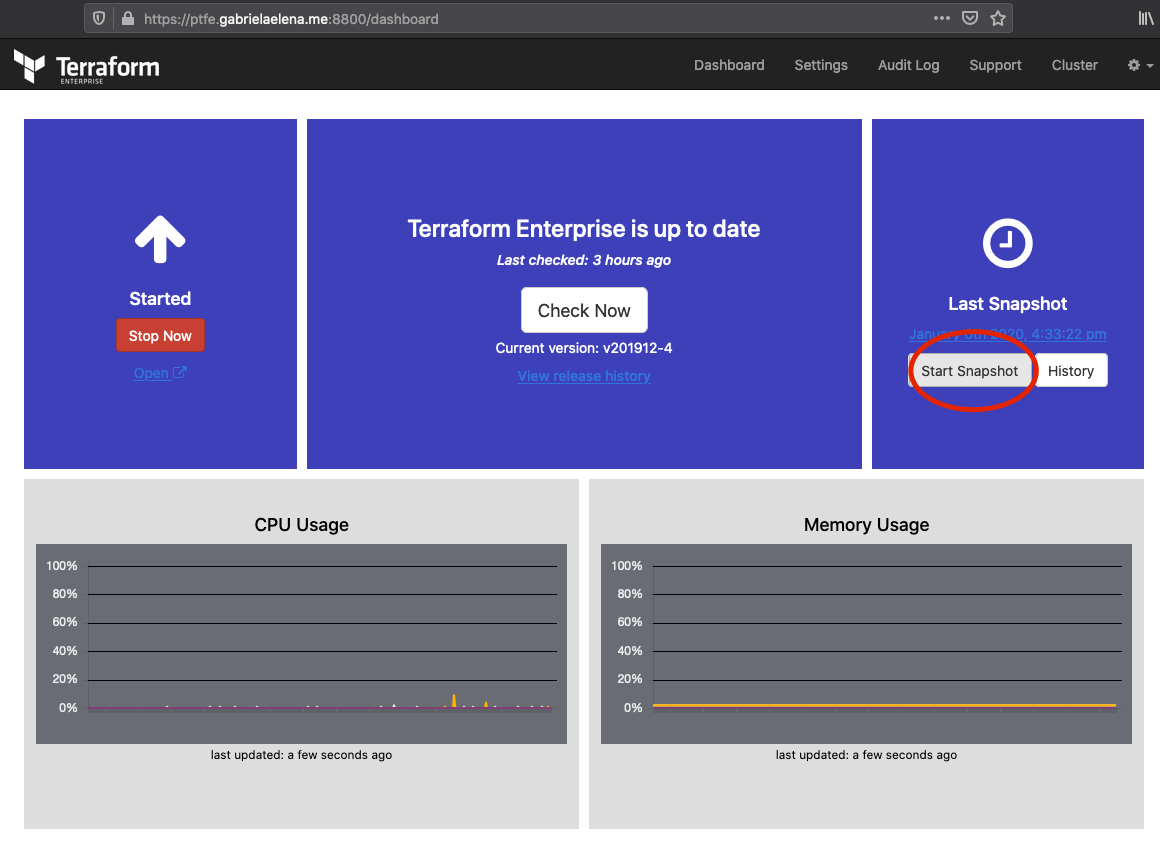 https://ptfe.gabrielaelena.me:8800/dashboard
Terraform
ENTERPRISE
Dashboard Settings Audit Log Support Cluster
Started
Stop Now
Open
Terraform Enterprise is up to date
Last checked: 3 hours ago
Check Now
Current version: v201912-4
View release history
Last Snapshot
January 6th 2020, 4:33:22 pm
Start Snapshot History
CPU Usage
100%
80%
60%
40%
20%
0%
last updated: a few seconds ago
Memory Usage
100%
80%
60%
40%
20%
0%
last updated: a few seconds ago